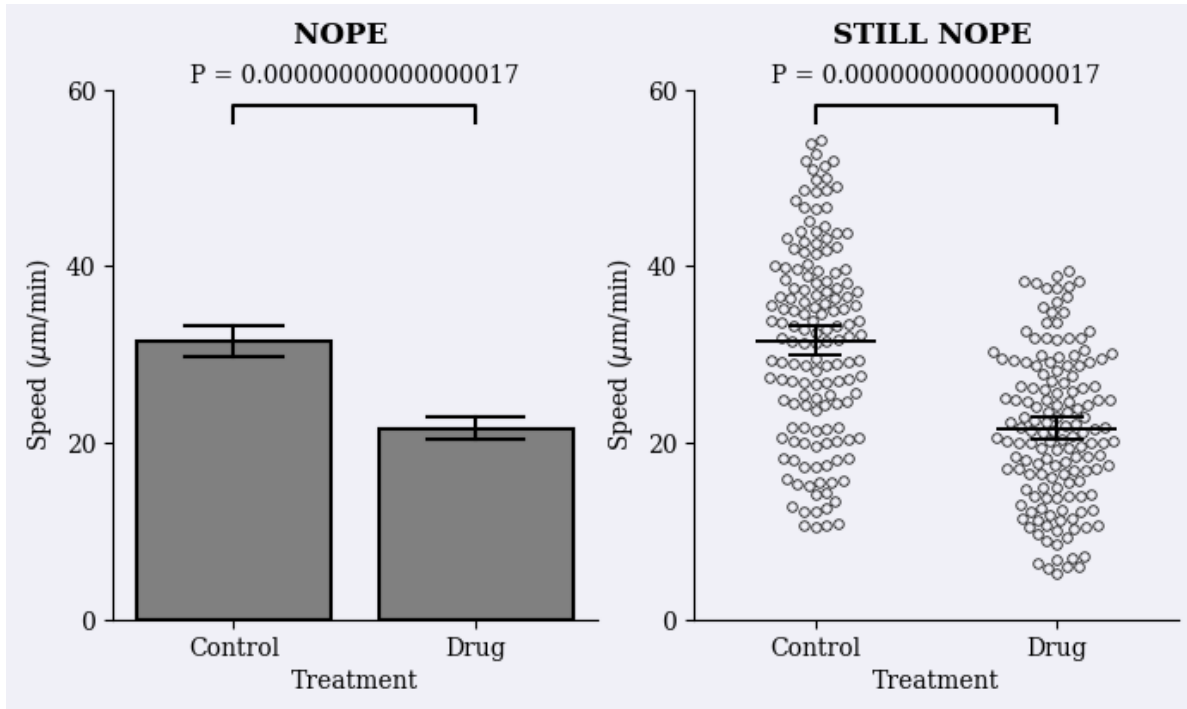 NOPE
P = 0.00000000000000017
60
40
20
0
Speed (μm/min)
Control
Drug
Treatment
STILL NOPE
P = 0.00000000000000017
60
40
20
0
Speed (μm/min)
Control
Drug
Treatment